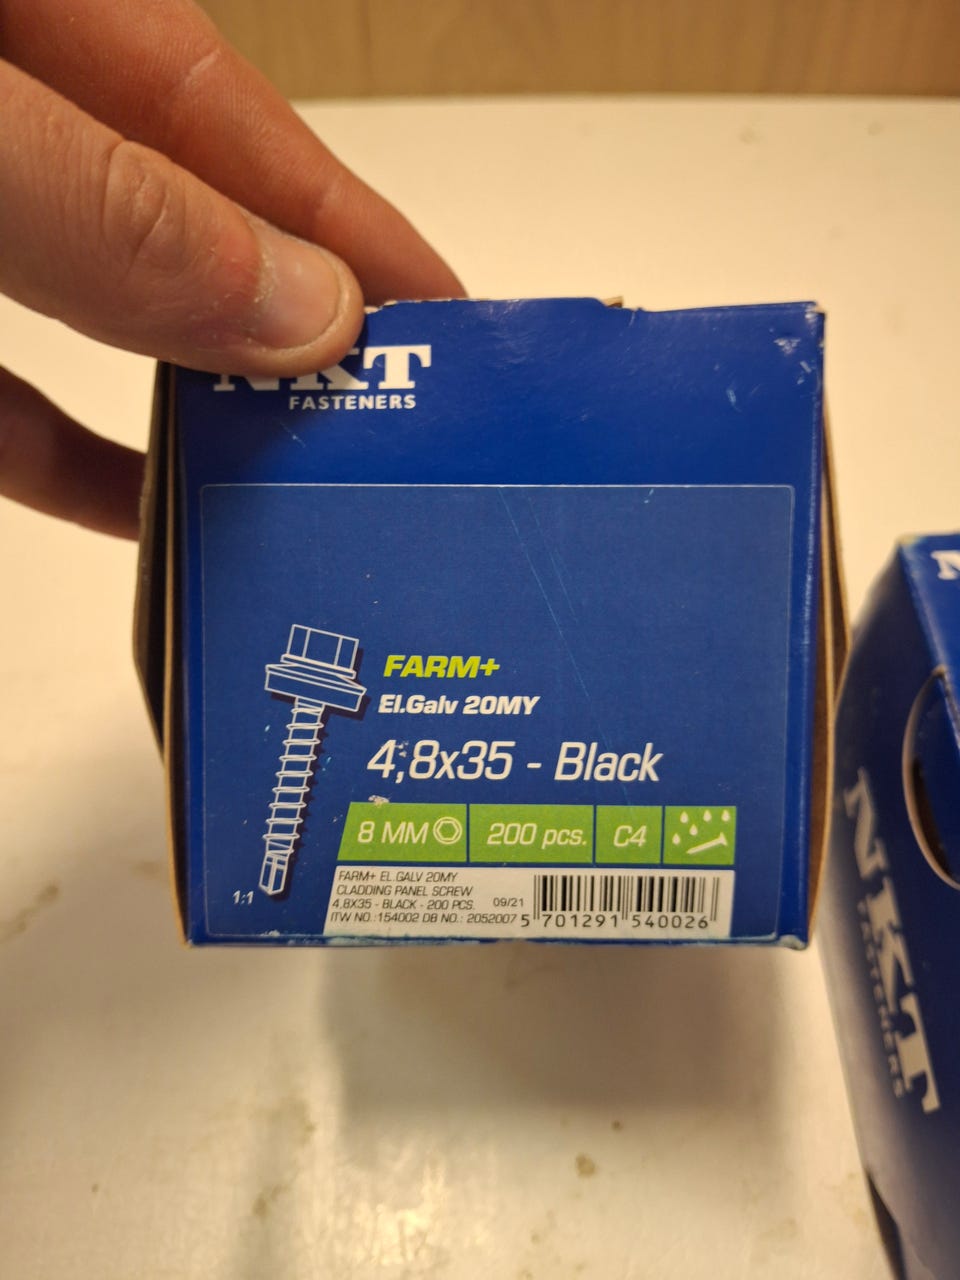 NKT
FASTENERS
FARM+
El.Galv 20MY
4,8x35 - Black
8 MM
200 pcs.
C4
1:1
FARM+ EL.GALV 20MY
CLADDING PANEL SCREW
4,8X35 - BLACK - 200 PCS. 09/21
ITW NO.:154002 DB NO.: 2052007
5 701291 540026
N
NKT
FASTENERS